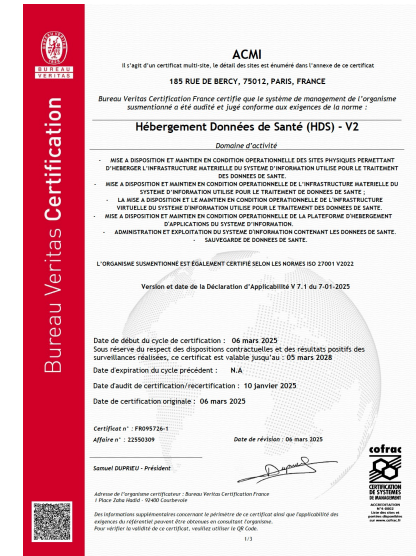 BUREAU
VERITAS
Bureau Veritas Certification
ACMI
Il s'agit d'un certificat multi-site, le détail des sites est énuméré dans l'annexe de ce certificat
185 RUE DE BERCY, 75012, PARIS, FRANCE
Bureau Veritas Certification France certifie que le système de management de l'organisme
susmentionné a été audité et jugé conforme aux exigences de la norme :
Hébergement Données de Santé (HDS) - V2
Domaine d'activité
- MISE A DISPOSITION ET MAINTIEN EN CONDITION OPERATIONNELLE DES SITES PHYSIQUES PERMETTANT
D'HEBERGER L'INFRASTRUCTURE MATERIELLE DU SYSTEME D'INFORMATION UTILISE POUR LE TRAITEMENT
DES DONNEES DE SANTE.
- MISE A DISPOSITION ET MAINTIEN EN CONDITION OPERATIONNELLE DE L'INFRASTRUCTURE MATERIELLE DU
SYSTEME D'INFORMATION UTILISE POUR LE TRAITEMENT DE DONNEES DE SANTE ;
- LA MISE A DISPOSITION ET LE MAINTIEN EN CONDITION OPERATIONNELLE DE L'INFRASTRUCTURE
VIRTUELLE DU SYSTEME D'INFORMATION UTILISE POUR LE TRAITEMENT DES DONNEES DE SANTE.
- MISE A DISPOSITION ET MAINTIEN EN CONDITION OPERATIONNELLE DE LA PLATEFORME D'HEBERGEMENT
D'APPLICATIONS DU SYSTEME D'INFORMATION.
- ADMINISTRATION ET EXPLOITATION DU SYSTEME D'INFORMATION CONTENANT LES DONNEES DE SANTE.
- SAUVEGARDE DE DONNEES DE SANTE.
L'ORGANISME SUSMENTIONNÉ EST ÉGALEMENT CERTIFIÉ SELON LES NORMES ISO 27001 V2022
Version et date de la Déclaration d'Applicabilité V 7.1 du 7-01-2025
Date de début du cycle de certification : 06 mars 2025
Sous réserve du respect des dispositions contractuelles et des résultats positifs des
surveillances réalisées, ce certificat est valable jusqu'au : 05 mars 2028
Date d'expiration du cycle précédent : N.A
Date d'audit de certification/recertification : 10 janvier 2025
Date de certification originale : 06 mars 2025
Certificat n° : FR095726-1
Affaire n° : 22550309 Date de révision : 06 mars 2025
Samuel DUPRIEU - Président
cofrac
CERTIFICATION
DE SYSTEMES
DE MANAGEMENT
ACCREDITATION
N°4-0002
Liste des sites et
portées disponibles
sur www.cofrac.fr
Adresse de l'organisme certificateur : Bureau Veritas Certification France
1 Place Zaha Hadid - 92400 Courbevoie
Des informations supplémentaires concernant le périmètre de ce certificat ainsi que l'applicabilité des
exigences du référentiel peuvent être obtenues en consultant l'organisme.
Pour vérifier la validité de ce certificat, veuillez utiliser le QR Code.
1/3